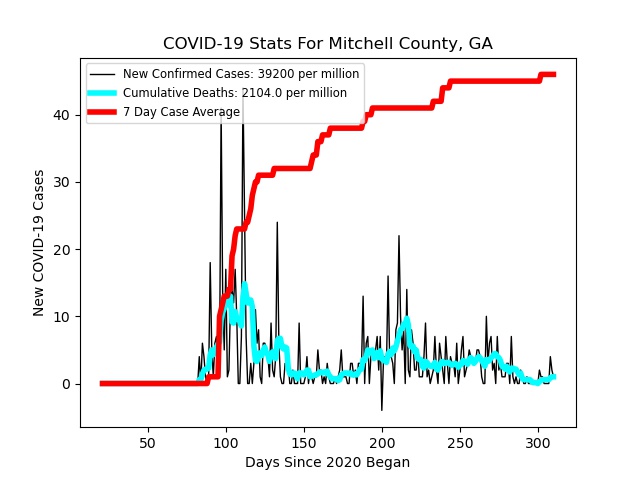 COVID-19 Stats For Mitchell County, GA
New Confirmed Cases: 39200 per million
Cumulative Deaths: 2104.0 per million
7 Day Case Average
New COVID-19 Cases
40
30
20
10
0
50 100 150 200 250 300
Days Since 2020 Began